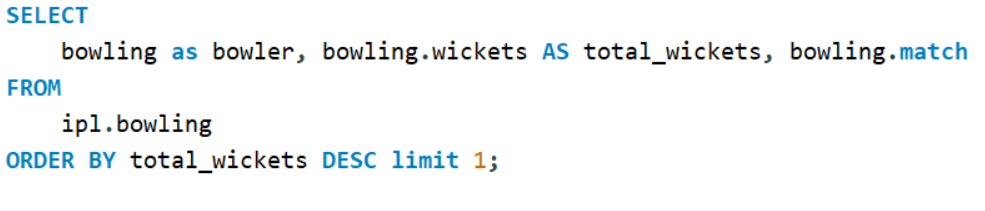 SELECT
bowling as bowler, bowling.wickets AS total_wickets, bowling.match
FROM
ipl.bowling
ORDER BY total_wickets DESC limit 1;